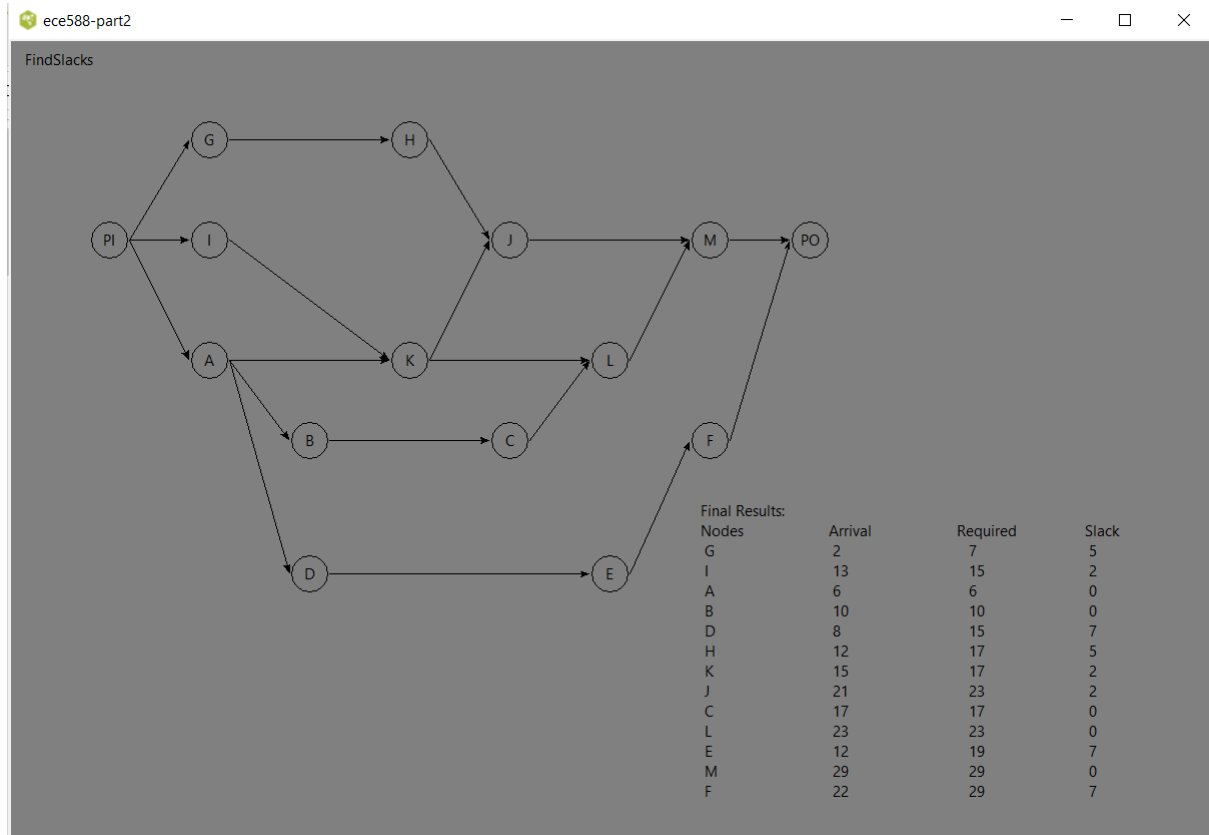 ece588-part2
FindSlacks
G H
PI I J M PO
A K L
B C F
D E
Final Results:
Nodes Arrival Required Slack
G 2 7 5
I 13 15 2
A 6 6 0
B 10 10 0
D 8 15 7
H 12 17 5
K 15 17 2
J 21 23 2
C 17 17 0
L 23 23 0
E 12 19 7
M 29 29 0
F 22 29 7